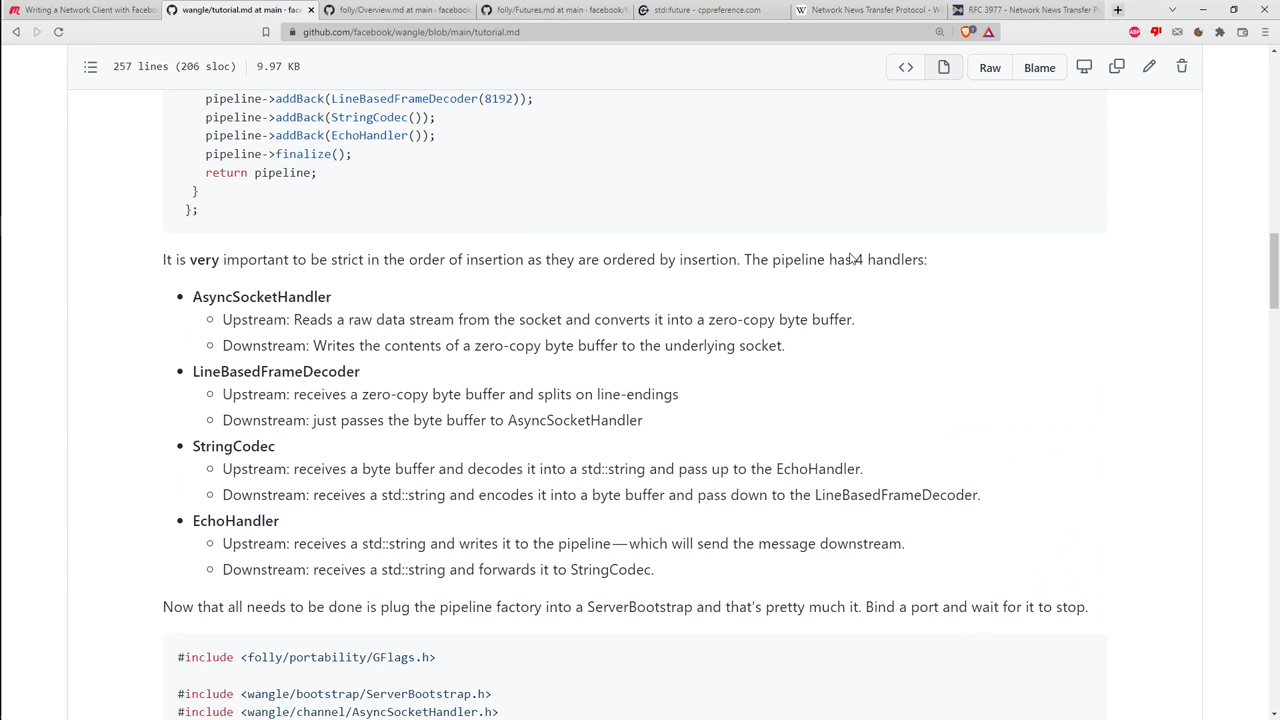 Writing a Network Client with Faceb
wangle/tutorial.md at main · face
folly/Overview.md at main · facebook
folly/Futures.md at main · facebook/
std::future - cppreference.com
Network News Transfer Protocol - Wi
RFC 3977 - Network News Transfer P
github.com/facebook/wangle/blob/main/tutorial.md
257 lines (206 sloc) 9.97 KB
Raw Blame
pipeline->addBack(LineBasedFrameDecoder(8192));
pipeline->addBack(StringCodec());
pipeline->addBack(EchoHandler());
pipeline->finalize();
return pipeline;
}
};
It is very important to be strict in the order of insertion as they are ordered by insertion. The pipeline has 4 handlers:
• AsyncSocketHandler
○ Upstream: Reads a raw data stream from the socket and converts it into a zero-copy byte buffer.
○ Downstream: Writes the contents of a zero-copy byte buffer to the underlying socket.
• LineBasedFrameDecoder
○ Upstream: receives a zero-copy byte buffer and splits on line-endings
○ Downstream: just passes the byte buffer to AsyncSocketHandler
• StringCodec
○ Upstream: receives a byte buffer and decodes it into a std::string and pass up to the EchoHandler.
○ Downstream: receives a std::string and encodes it into a byte buffer and pass down to the LineBasedFrameDecoder.
• EchoHandler
○ Upstream: receives a std::string and writes it to the pipeline — which will send the message downstream.
○ Downstream: receives a std::string and forwards it to StringCodec.
Now that all needs to be done is plug the pipeline factory into a ServerBootstrap and that's pretty much it. Bind a port and wait for it to stop.
#include <folly/portability/GFlags.h>
#include <wangle/bootstrap/ServerBootstrap.h>
#include <wangle/channel/AsyncSocketHandler.h>